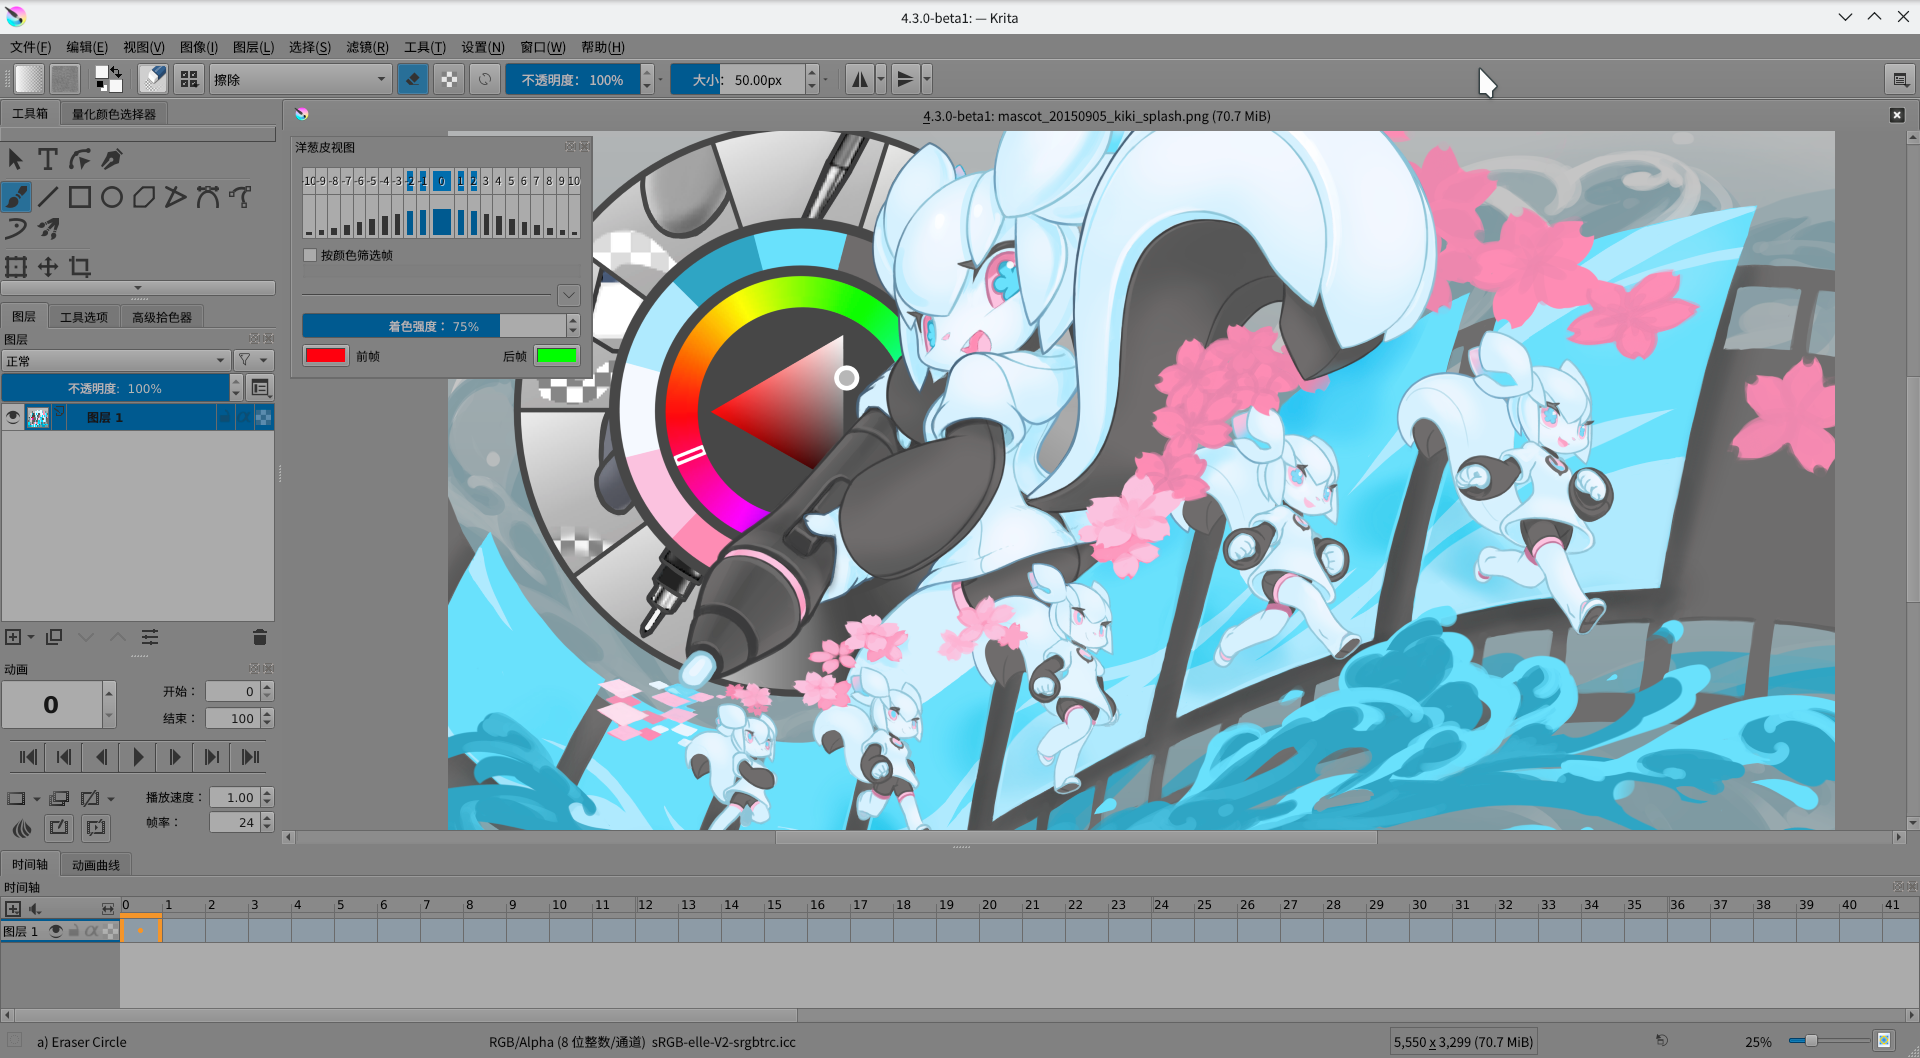 4.3.0-beta1: — Krita
文件(F) 编辑(E) 视图(V) 图像(I) 图层(L) 选择(S) 滤镜(R) 工具(T) 设置(N) 窗口(W) 帮助(H)
擦除 不透明度: 100% 大小: 50.00px
工具箱 量化颜色选择器
4.3.0-beta1: mascot_20150905_kiki_splash.png (70.7 MiB)
洋葱皮视图
-10 -9 -8 -7 -6 -5 -4 -3 -2 -1 0 1 2 3 4 5 6 7 8 9 10
按颜色筛选帧
着色强度: 75%
前帧 后帧
图层 工具选项 高级拾色器
图层
正常
不透明度: 100%
图层 1
动画
0
开始: 0
结束: 100
播放速度: 1.00
帧率: 24
时间轴 动画曲线
时间轴
0 1 2 3 4 5 6 7 8 9 10 11 12 13 14 15 16 17 18 19 20 21 22 23 24 25 26 27 28 29 30 31 32 33 34 35 36 37 38 39 40 41
图层 1
a) Eraser Circle RGB/Alpha (8 位整数/通道) sRGB-elle-V2-srgbtrc.icc 5,550 x 3,299 (70.7 MiB) 25%